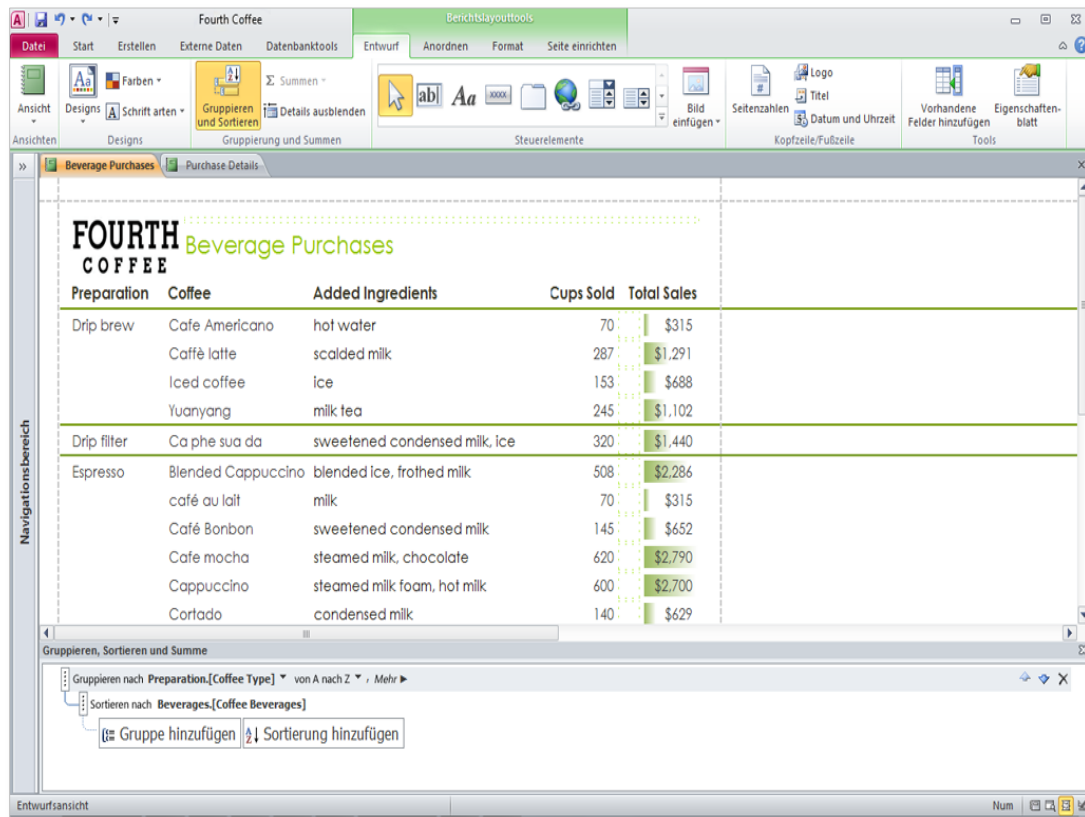 A
Fourth Coffee
Berichtslayouttools
Datei Start Erstellen Externe Daten Datenbanktools Entwurf Anordnen Format Seite einrichten
Ansicht
Ansichten
Aa
Designs
Farben
A Schrift arten
Designs
Gruppieren
und Sortieren
Σ Summen
Details ausblenden
Gruppierung und Summen
ab| Aa XXXX
Steuerelemente
Bild
einfügen
Seitenzahlen
Logo
Titel
Datum und Uhrzeit
Kopfzeile/Fußzeile
Vorhandene
Felder hinzufügen
Eigenschaften-
blatt
Tools
» Beverage Purchases Purchase Details
Navigationsbereich
FOURTH
COFFEE
Beverage Purchases
Preparation Coffee Added Ingredients Cups Sold Total Sales
Drip brew Cafe Americano hot water 70 $315
Caffè latte scalded milk 287 $1,291
Iced coffee ice 153 $688
Yuanyang milk tea 245 $1,102
Drip filter Ca phe sua da sweetened condensed milk, ice 320 $1,440
Espresso Blended Cappuccino blended ice, frothed milk 508 $2,286
café au lait milk 70 $315
Café Bonbon sweetened condensed milk 145 $652
Cafe mocha steamed milk, chocolate 620 $2,790
Cappuccino steamed milk foam, hot milk 600 $2,700
Cortado condensed milk 140 $629
Gruppieren, Sortieren und Summe
Gruppieren nach Preparation.[Coffee Type] von A nach Z , Mehr
Sortieren nach Beverages.[Coffee Beverages]
Gruppe hinzufügen Sortierung hinzufügen
Entwurfsansicht Num